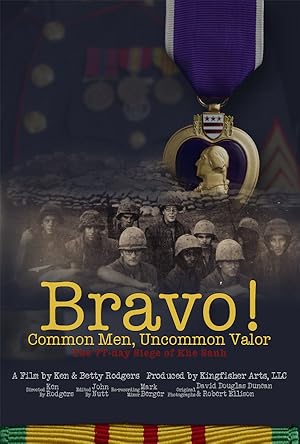 Bravo!
Common Men, Uncommon Valor
The 77-day Siege of Khe Sanh
A Film by Ken & Betty Rodgers Produced by Kingfisher Arts, LLC
Directed By Ken Rodgers Edited By John Nutt Re-recording Mixer Mark Berger Original Photographs David Douglas Duncan & Robert Ellison